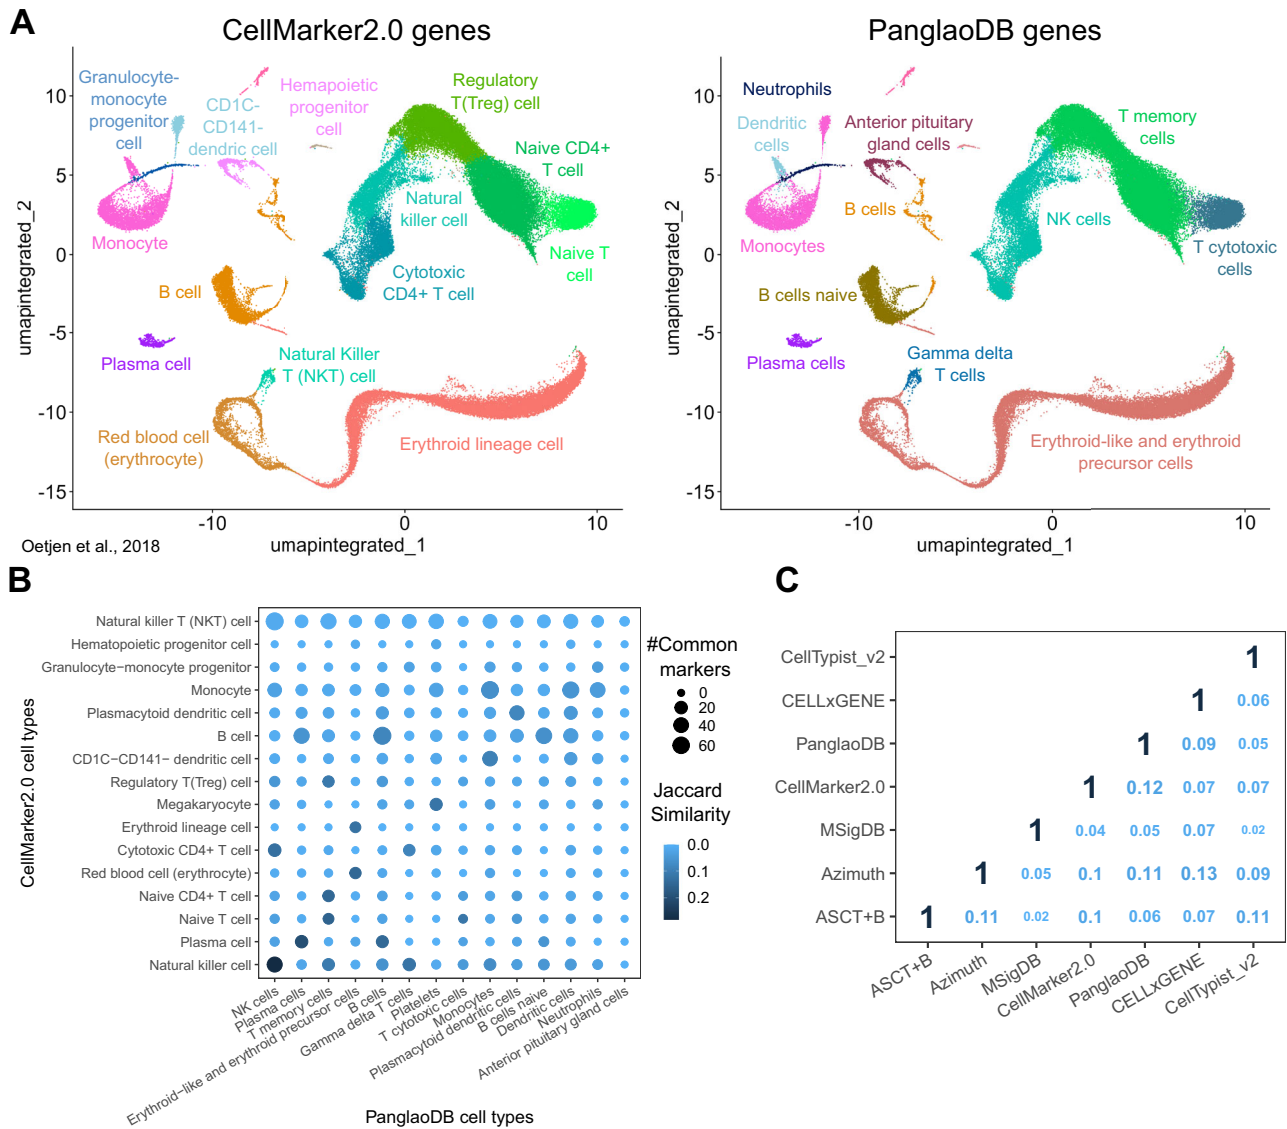 A
CellMarker2.0 genes
PanglaoDB genes
Granulocyte-
monocyte
progenitor
cell
CD1C-
CD141-
dendric cell
Hemapoietic
progenitor
cell
Regulatory
T(Treg) cell
Naive CD4+
T cell
Natural
killer cell
Naive T
cell
Monocyte
Cytotoxic
CD4+ T cell
B cell
Plasma cell
Natural Killer
T (NKT) cell
Red blood cell
(erythrocyte)
Erythroid lineage cell
umapintegrated_2
10
5
0
-5
-10
-15
-10
0
10
umapintegrated_1
Oetjen et al., 2018
Neutrophils
Dendritic
cells
Anterior pituitary
gland cells
T memory
cells
B cells
NK cells
Monocytes
T cytotoxic
cells
B cells naive
Plasma cells
Gamma delta
T cells
Erythroid-like and erythroid
precursor cells
umapintegrated_2
10
5
0
-5
-10
-15
-10
0
10
umapintegrated_1
B
CellMarker2.0 cell types
Natural killer T (NKT) cell
Hematopoietic progenitor cell
Granulocyte−monocyte progenitor
Monocyte
Plasmacytoid dendritic cell
B cell
CD1C−CD141− dendritic cell
Regulatory T(Treg) cell
Megakaryocyte
Erythroid lineage cell
Cytotoxic CD4+ T cell
Red blood cell (erythrocyte)
Naive CD4+ T cell
Naive T cell
Plasma cell
Natural killer cell
NK cells
Plasma cells
T memory cells
Erythroid−like and erythroid precursor cells
B cells
Gamma delta T cells
Platelets
T cytotoxic cells
Monocytes
Plasmacytoid dendritic cells
B cells naive
Dendritic cells
Neutrophils
Anterior pituitary gland cells
PanglaoDB cell types
#Common
markers
0
20
40
60
Jaccard
Similarity
0.0
0.1
0.2
C
CellTypist_v2 1
CELLxGENE 1 0.06
PanglaoDB 1 0.09 0.05
CellMarker2.0 1 0.12 0.07 0.07
MSigDB 1 0.04 0.05 0.07 0.02
Azimuth 1 0.05 0.1 0.11 0.13 0.09
ASCT+B 1 0.11 0.02 0.1 0.06 0.07 0.11
ASCT+B
Azimuth
MSigDB
CellMarker2.0
PanglaoDB
CELLxGENE
CellTypist_v2